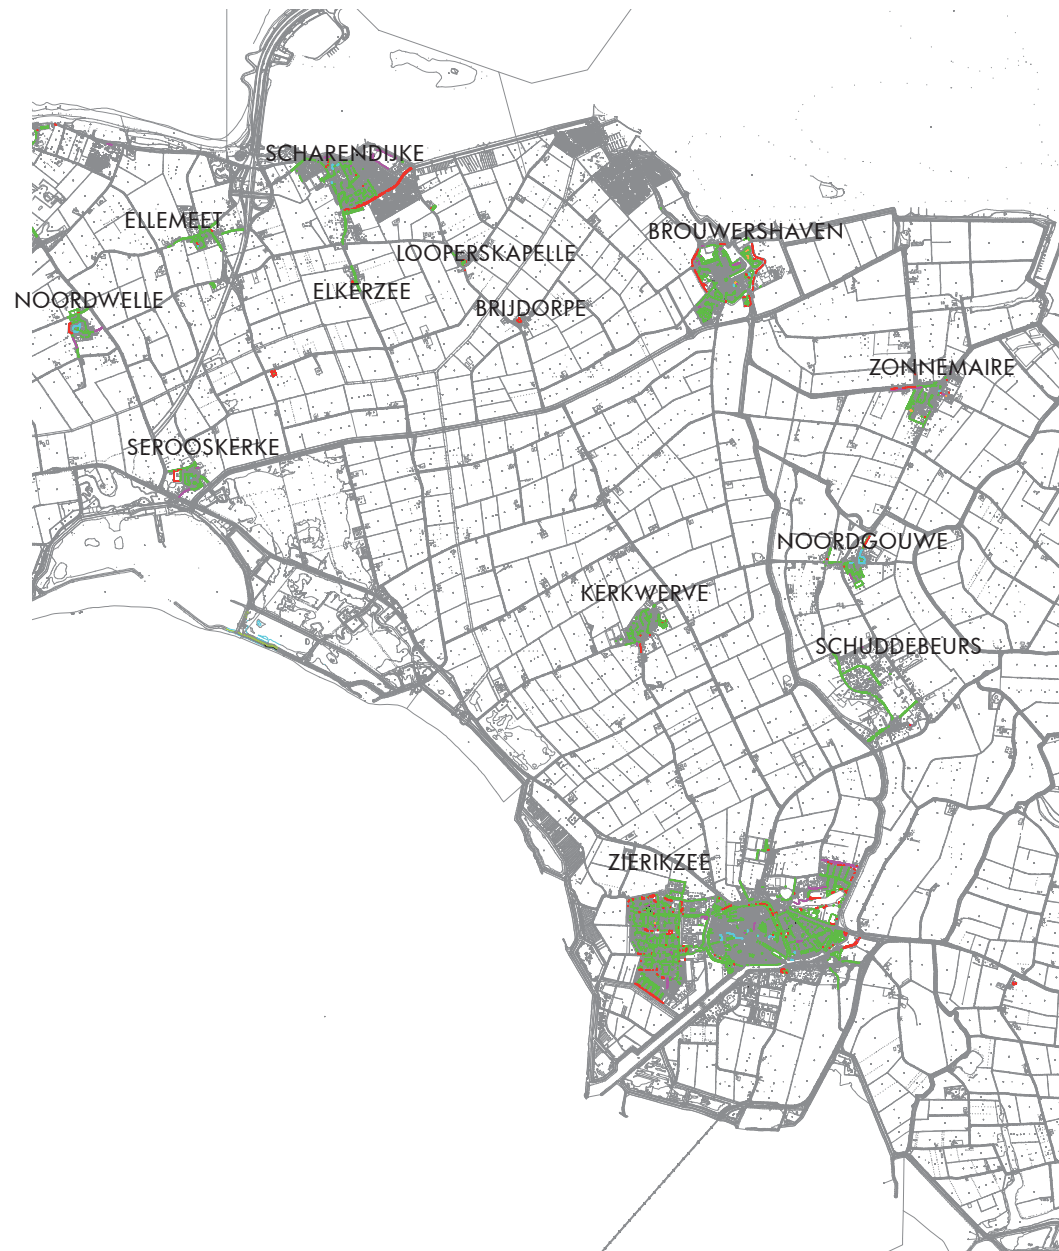 SCHARENDIJKE
ELLEMEET
BROUWERSHAVEN
LOOPERSKAPELLE
ELKERZEE
NOORDWELLE
BRIJDORPE
ZONNEMAIRE
SEROOSKERKE
NOORDGOUWE
KERKWERVE
SCHUDDEBEURS
ZIERIKZEE